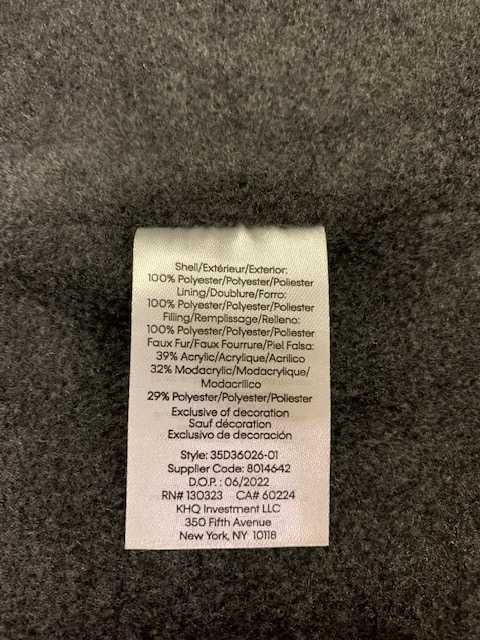 Shell/Extérieur/Exterior:
100% Polyester/Polyester/Poliester
Lining/Doublure/Forro:
100% Polyester/Polyester/Poliester
Filling/Remplissage/Relleno:
100% Polyester/Polyester/Poliester
Faux Fur/Faux Fourrure/Piel Falsa:
39% Acrylic/Acrylique/Acrilico
32% Modacrylic/Modacrylique/
Modacrílico
29% Polyester/Polyester/Poliester
Exclusive of decoration
Sauf décoration
Exclusivo de decoración
Style: 35D36026-01
Supplier Code: 8014642
D.O.P. : 06/2022
RN# 130323 CA# 60224
KHQ Investment LLC
350 Fifth Avenue
New York, NY 10118